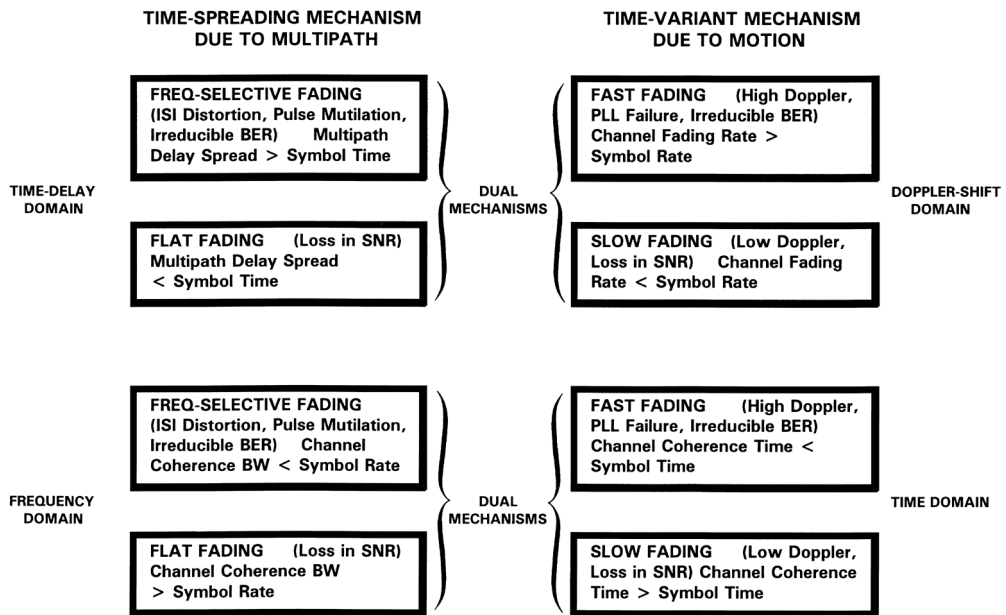 TIME-SPREADING MECHANISM
DUE TO MULTIPATH
TIME-VARIANT MECHANISM
DUE TO MOTION
FREQ-SELECTIVE FADING
(ISI Distortion, Pulse Mutilation,
Irreducible BER) Multipath
Delay Spread > Symbol Time
FAST FADING (High Doppler,
PLL Failure, Irreducible BER)
Channel Fading Rate >
Symbol Rate
TIME-DELAY
DOMAIN
DUAL
MECHANISMS
DOPPLER-SHIFT
DOMAIN
FLAT FADING (Loss in SNR)
Multipath Delay Spread
< Symbol Time
SLOW FADING (Low Doppler,
Loss in SNR) Channel Fading
Rate < Symbol Rate
FREQ-SELECTIVE FADING
(ISI Distortion, Pulse Mutilation,
Irreducible BER) Channel
Coherence BW < Symbol Rate
FAST FADING (High Doppler,
PLL Failure, Irreducible BER)
Channel Coherence Time <
Symbol Time
FREQUENCY
DOMAIN
DUAL
MECHANISMS
TIME DOMAIN
FLAT FADING (Loss in SNR)
Channel Coherence BW
> Symbol Rate
SLOW FADING (Low Doppler,
Loss in SNR) Channel Coherence
Time > Symbol Time